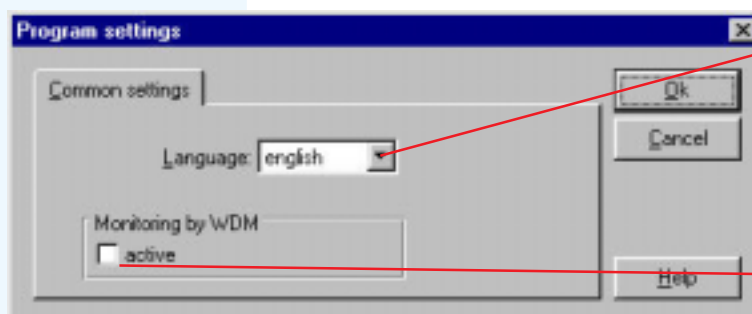 Program settings
Common settings
Ok
Cancel
Language: english
Monitoring by WDM
active
Help